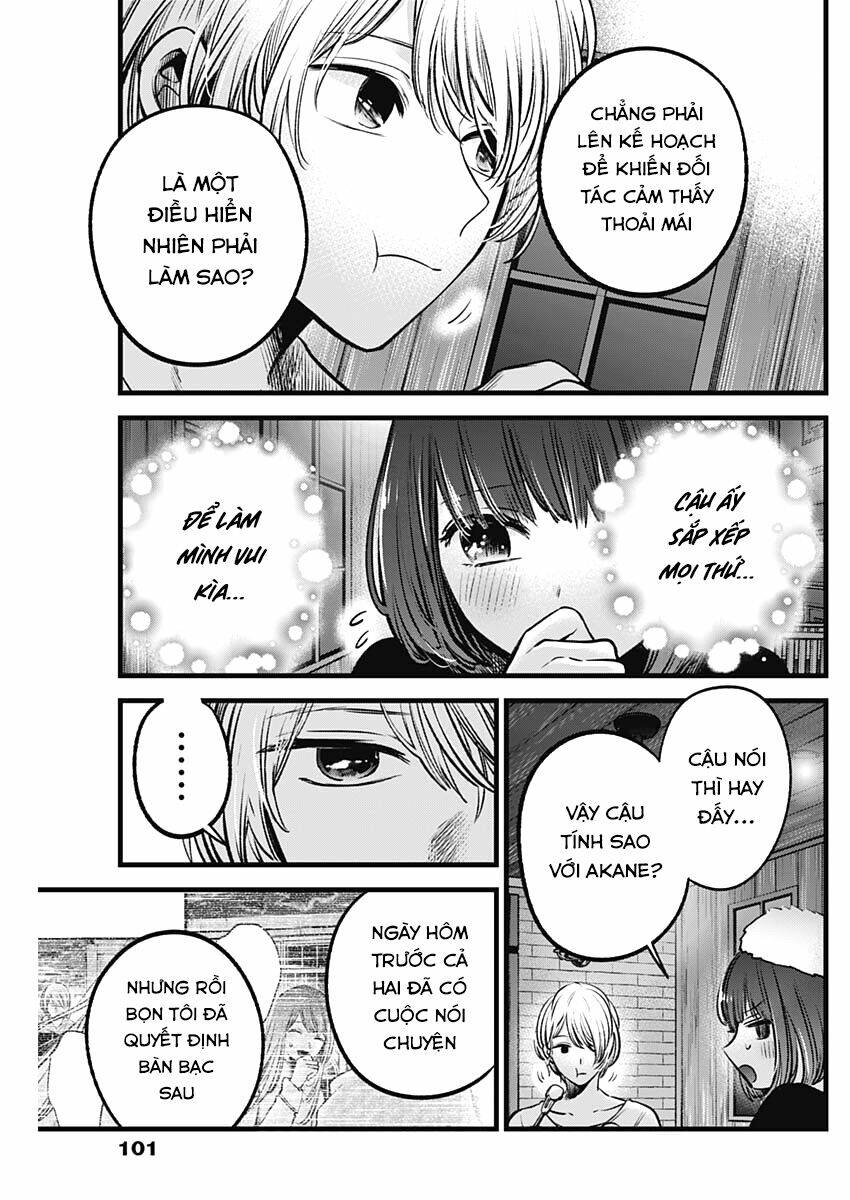 CHẲNG PHẢI
LÊN KẾ HOẠCH
ĐỂ KHIẾN ĐỐI
TÁC CẢM THẤY
THOẢI MÁI
LÀ MỘT
ĐIỀU HIỂN
NHIÊN PHẢI
LÀM SAO?
CẬU ẤY
SẮP XẾP
MỌI THỨ...
ĐỂ LÀM
MÌNH VUI
KÌA...
CẬU NÓI
THÌ HAY
ĐẤY...
VẬY CẬU
TÍNH SAO
VỚI AKANE?
.....
NGÀY HÔM
TRƯỚC CẢ
HAI ĐÃ CÓ
CUỘC NÓI
CHUYỆN
NHƯNG RỒI
BỌN TÔI ĐÃ
QUYẾT ĐỊNH
BÀN BẠC
SAU
101